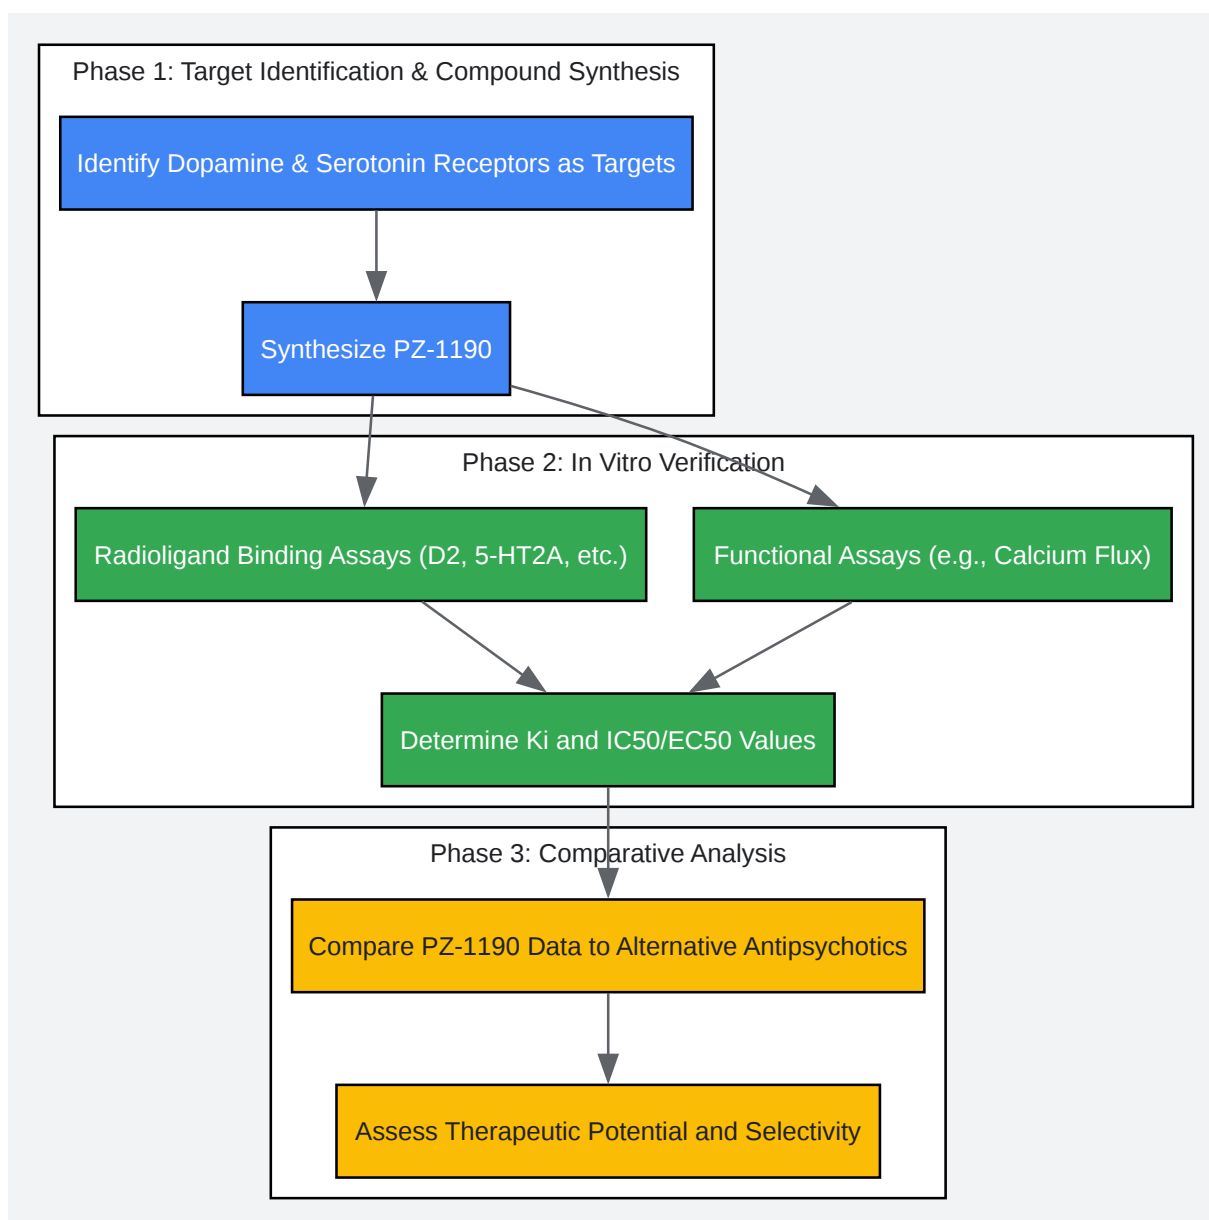 Phase 1: Target Identification & Compound Synthesis
Identify Dopamine & Serotonin Receptors as Targets
Synthesize PZ-1190
Phase 2: In Vitro Verification
Radioligand Binding Assays (D2, 5-HT2A, etc.)
Functional Assays (e.g., Calcium Flux)
Determine Ki and IC50/EC50 Values
Phase 3: Comparative Analysis
Compare PZ-1190 Data to Alternative Antipsychotics
Assess Therapeutic Potential and Selectivity